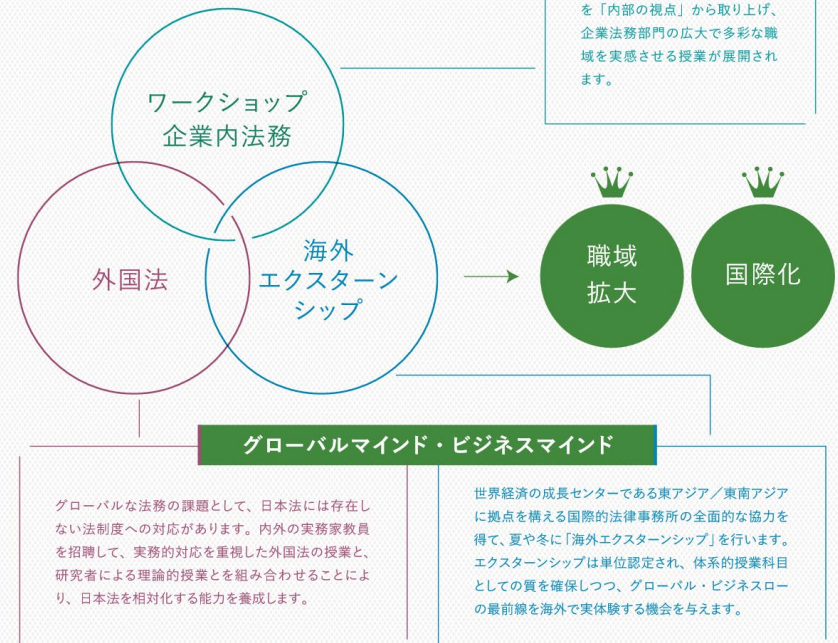 を「内部の視点」から取り上げ、
企業法務部門の広大で多彩な職
域を実感させる授業が展開され
ます。
ワークショップ
企業内法務
外国法
海外
エクスターン
シップ
職域
拡大
国際化
グローバルマインド・ビジネスマインド
グローバルな法務の課題として、日本法には存在し
ない法制度への対応があります。内外の実務家教員
を招聘して、実務的対応を重視した外国法の授業と、
研究者による理論的授業とを組み合わせることによ
り、日本法を相対化する能力を養成します。
世界経済の成長センターである東アジア／東南アジア
に拠点を構える国際的法律事務所の全面的な協力を
得て、夏や冬に「海外エクスターンシップ」を行います。
エクスターンシップは単位認定され、体系的授業科目
としての質を確保しつつ、グローバル・ビジネスロー
の最前線を海外で実体験する機会を与えます。